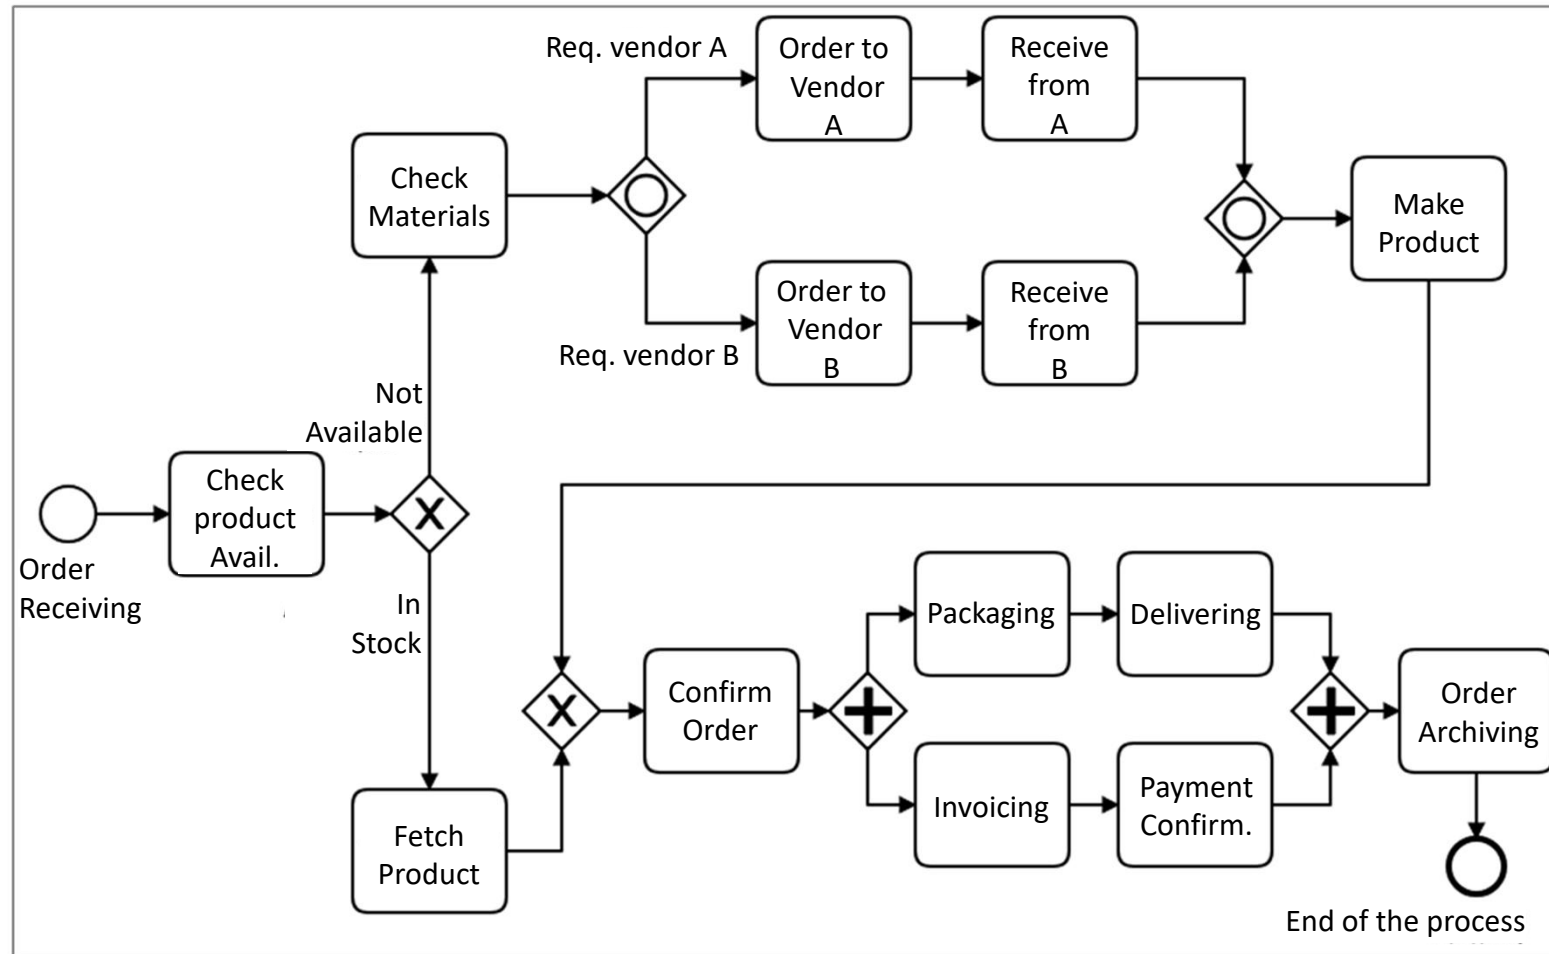 Req. vendor A
Order to
Vendor
A
Receive
from
A
Check
Materials
Make
Product
Req. vendor B
Order to
Vendor
B
Receive
from
B
Not
Available
Check
product
Avail.
X
Order
Receiving
In
Stock
Packaging
Delivering
X
Confirm
Order
Order
Archiving
Invoicing
Payment
Confirm.
Fetch
Product
End of the process